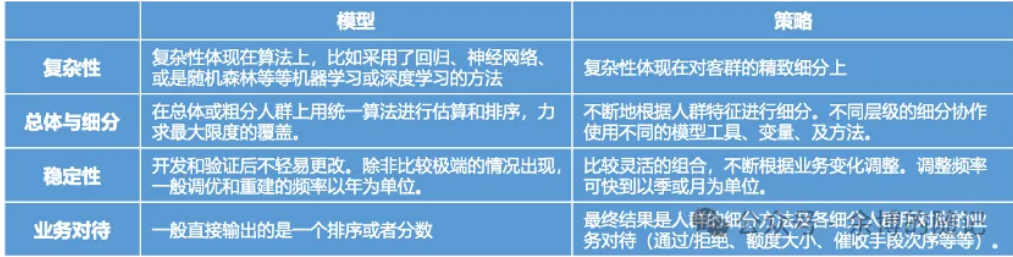 模型
策略
复杂性
复杂性体现在算法上，比如采用了回归、神经网络、
或是随机森林等等机器学习或深度学习的方法
复杂性体现在对客群的精致细分上
总体与细分
在总体或粗分人群上用统一算法进行估算和排序，力
求最大限度的覆盖。
不断地根据人群特征进行细分。不同层级的细分协作
使用不同的模型工具、变量、及方法。
稳定性
开发和验证后不轻易更改。除非比较极端的情况出现，
一般调优和重建的频率以年为单位。
比较灵活的组合，不断根据业务变化调整。调整频率
可快到以季或月为单位。
业务对待
一般直接输出的是一个排序或者分数
最终结果是人群的细分方法及各细分人群所对应的业
务对待（通过/拒绝、额度大小、催收手段次序等等）。
公众号